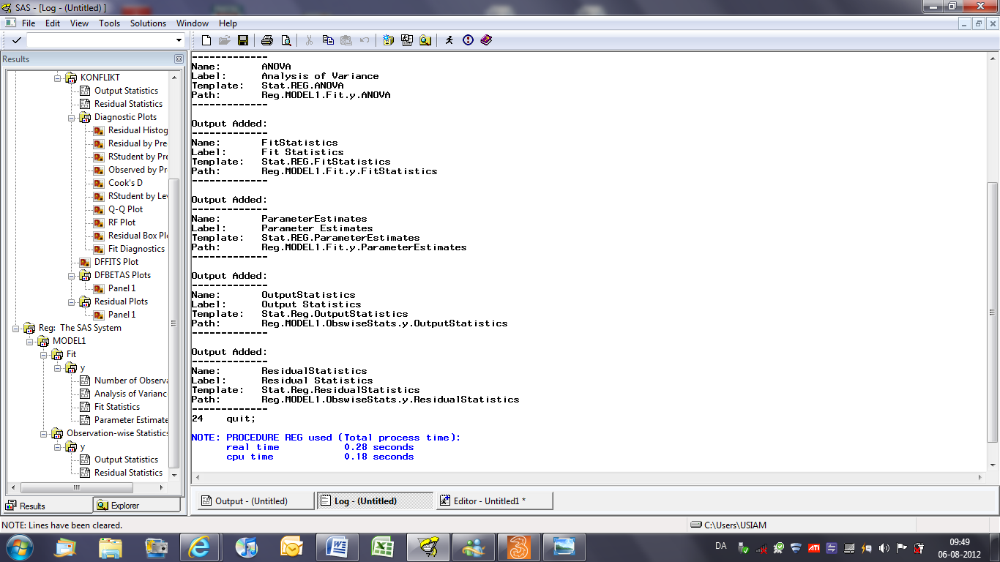 SAS - [Log - (Untitled) ]
File Edit View Tools Solutions Window Help
Results
KONFLIKT
Output Statistics
Residual Statistics
Diagnostic Plots
Residual Histog
Residual by Pre
RStudent by Pre
Observed by Pr
Cook's D
RStudent by Lev
Q-Q Plot
RF Plot
Residual Box Plo
Fit Diagnostics
DFFITS Plot
DFBETAS Plots
Panel 1
Residual Plots
Panel 1
Reg: The SAS System
MODEL1
Fit
y
Number of Observa
Analysis of Varianc
Fit Statistics
Parameter Estimate
Observation-wise Statistics
y
Output Statistics
Residual Statistics
Results Explorer
-------------
Name: ANOVA
Label: Analysis of Variance
Template: Stat.REG.ANOVA
Path: Reg.MODEL1.Fit.y.ANOVA
-------------
Output Added:
-------------
Name: FitStatistics
Label: Fit Statistics
Template: Stat.REG.FitStatistics
Path: Reg.MODEL1.Fit.y.FitStatistics
-------------
Output Added:
-------------
Name: ParameterEstimates
Label: Parameter Estimates
Template: Stat.REG.ParameterEstimates
Path: Reg.MODEL1.Fit.y.ParameterEstimates
-------------
Output Added:
-------------
Name: OutputStatistics
Label: Output Statistics
Template: Stat.Reg.OutputStatistics
Path: Reg.MODEL1.ObswiseStats.y.OutputStatistics
-------------
Output Added:
-------------
Name: ResidualStatistics
Label: Residual Statistics
Template: Stat.Reg.ResidualStatistics
Path: Reg.MODEL1.ObswiseStats.y.ResidualStatistics
-------------
24 quit;
NOTE: PROCEDURE REG used (Total process time):
real time 0.28 seconds
cpu time 0.18 seconds
Output - (Untitled) Log - (Untitled) Editor - Untitled1 *
NOTE: Lines have been cleared. C:\Users\USIAM
DA
ATI
09:49
06-08-2012